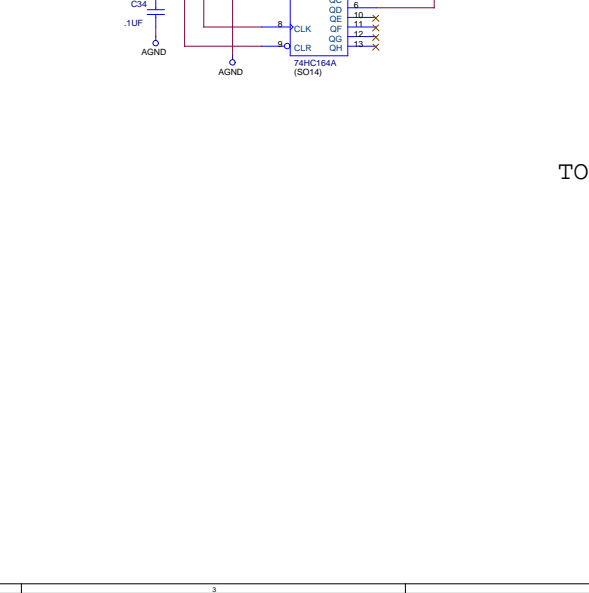 C34
.1UF
AGND
AGND
8
CLK
9
CLR
QC
QD
6
QE
10
QF
11
QG
12
QH
13
74HC164A
(SO14)
TO
3